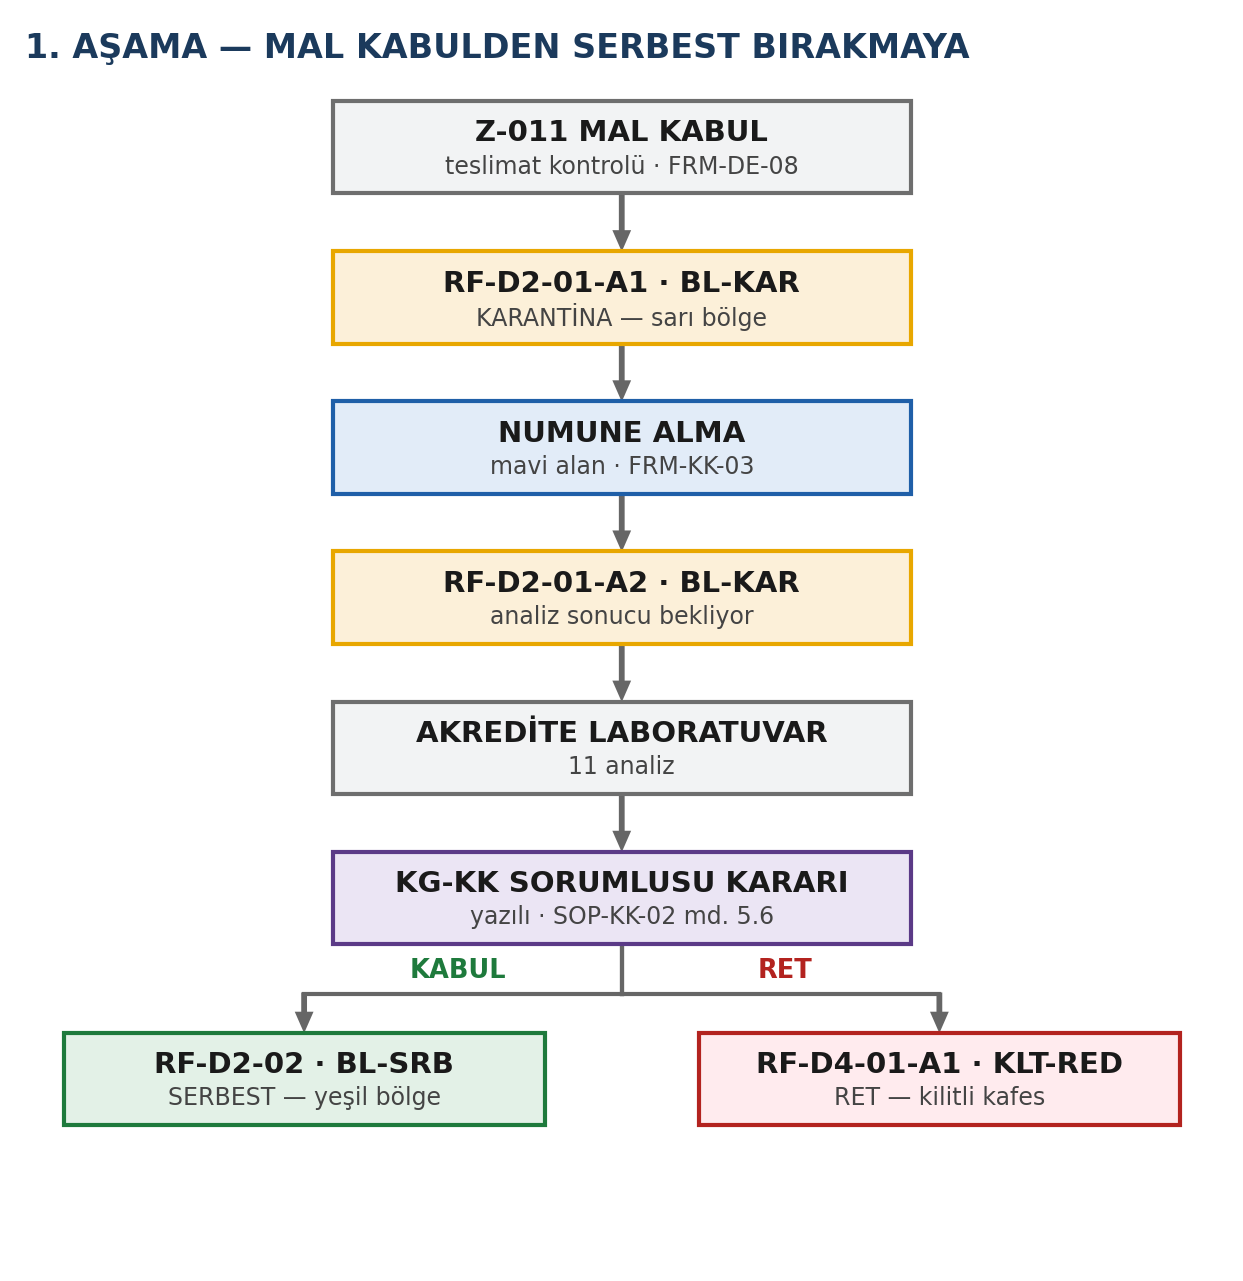 1. AŞAMA — MAL KABULDEN SERBEST BIRAKMAYA
Z-011 MAL KABUL
teslimat kontrolü · FRM-DE-08
RF-D2-01-A1 · BL-KAR
KARANTİNA — sarı bölge
NUMUNE ALMA
mavi alan · FRM-KK-03
RF-D2-01-A2 · BL-KAR
analiz sonucu bekliyor
AKREDİTE LABORATUVAR
11 analiz
KG-KK SORUMLUSU KARARI
yazılı · SOP-KK-02 md. 5.6
KABUL
RET
RF-D2-02 · BL-SRB
SERBEST — yeşil bölge
RF-D4-01-A1 · KLT-RED
RET — kilitli kafes